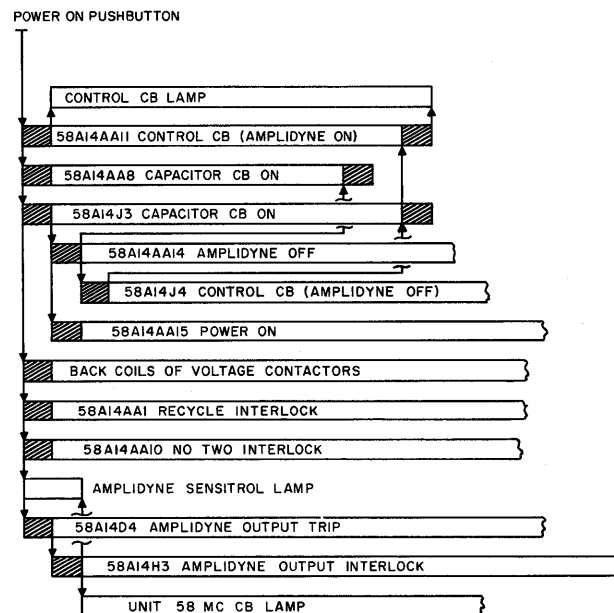 POWER ON PUSHBUTTON
CONTROL CB LAMP
58A14AA11 CONTROL CB (AMPLIDYNE ON)
58A14AA8 CAPACITOR CB ON
58A14J3 CAPACITOR CB ON
58A14AA14 AMPLIDYNE OFF
58A14J4 CONTROL CB (AMPLIDYNE OFF)
58A14AA15 POWER ON
BACK COILS OF VOLTAGE CONTACTORS
58A14AA1 RECYCLE INTERLOCK
58A14AA10 NO TWO INTERLOCK
AMPLIDYNE SENSITROL LAMP
58A14D4 AMPLIDYNE OUTPUT TRIP
58A14H3 AMPLIDYNE OUTPUT INTERLOCK
UNIT 58 MC CB LAMP